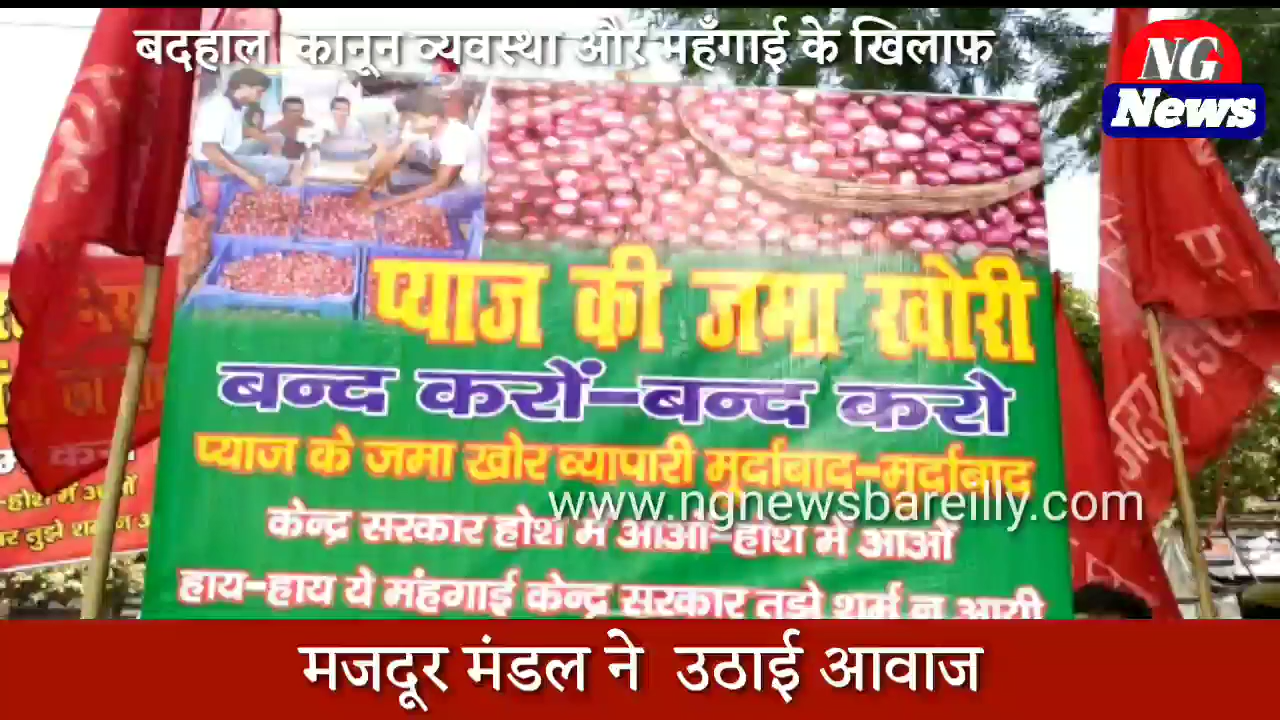 बदहाल कानून व्यवस्था और महँगाई के खिलाफ़
NG
News
प्याज की जमा खोरी
बन्द करों-बन्द करो
प्याज के जमा खोर व्यापारी मुर्दाबाद-मुर्दाबाद
www.ngnewsbareilly.com
केन्द्र सरकार होश में आओं-होश में आओं
हाय-हाय ये मंहगाई केन्द्र सरकार तुझे शर्म न आयी
मजदूर मंडल ने उठाई आवाज